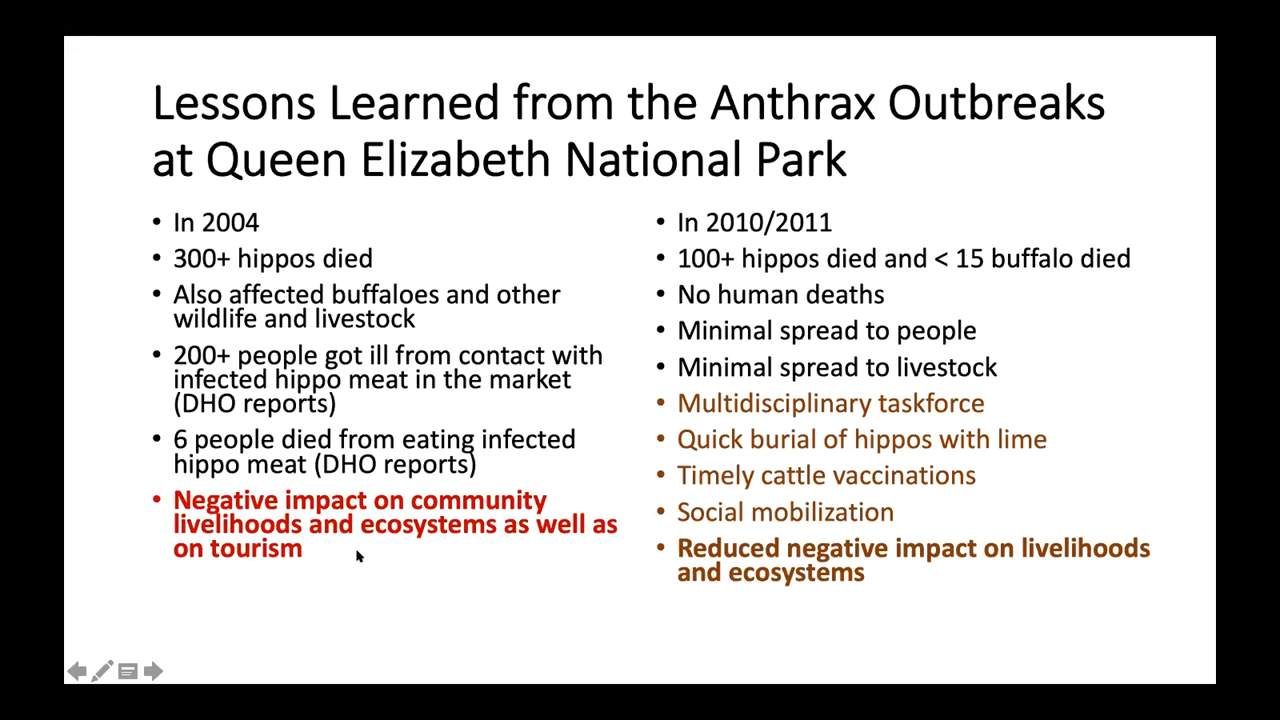 Lessons Learned from the Anthrax Outbreaks
at Queen Elizabeth National Park
• In 2004
• 300+ hippos died
• Also affected buffaloes and other
wildlife and livestock
• 200+ people got ill from contact with
infected hippo meat in the market
(DHO reports)
• 6 people died from eating infected
hippo meat (DHO reports)
• Negative impact on community
livelihoods and ecosystems as well as
on tourism
• In 2010/2011
• 100+ hippos died and < 15 buffalo died
• No human deaths
• Minimal spread to people
• Minimal spread to livestock
• Multidisciplinary taskforce
• Quick burial of hippos with lime
• Timely cattle vaccinations
• Social mobilization
• Reduced negative impact on livelihoods
and ecosystems